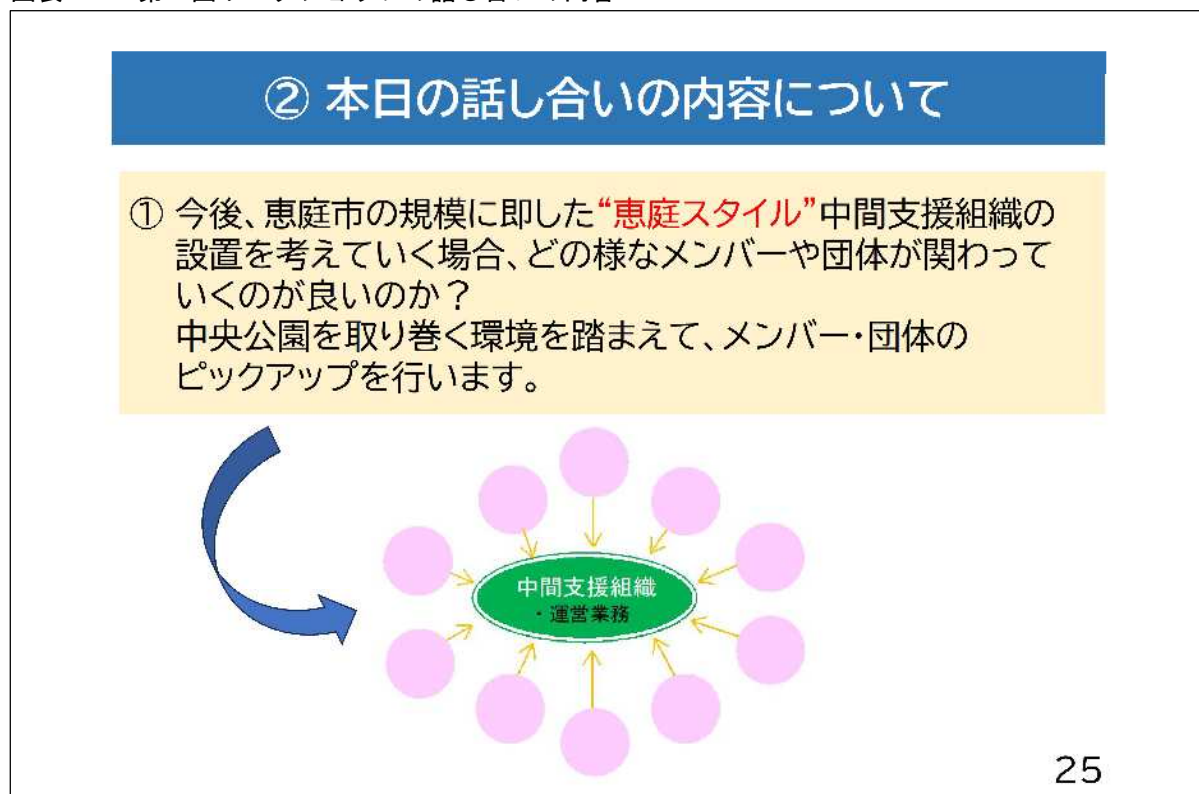 ② 本日の話し合いの内容について
① 今後、恵庭市の規模に即した“恵庭スタイル”中間支援組織の
設置を考えていく場合、どの様なメンバーや団体が関わって
いくのが良いのか？
中央公園を取り巻く環境を踏まえて、メンバー・団体の
ピックアップを行います。
中間支援組織
・運営業務
25